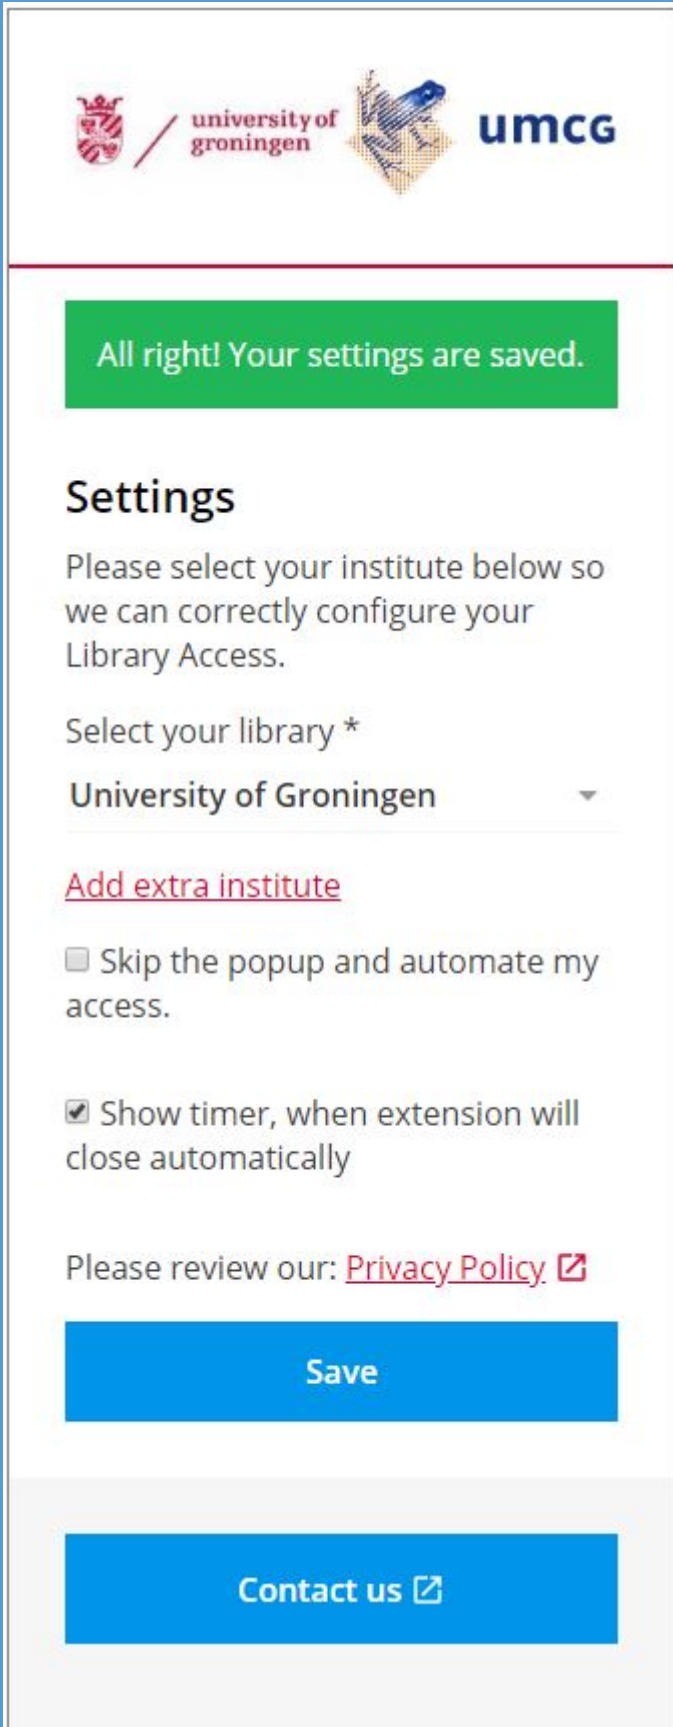 university of
groningen
umcg
All right! Your settings are saved.
Settings
Please select your institute below so
we can correctly configure your
Library Access.
Select your library *
University of Groningen
Add extra institute
Skip the popup and automate my
access.
Show timer, when extension will
close automatically
Please review our: Privacy Policy
Save
Contact us